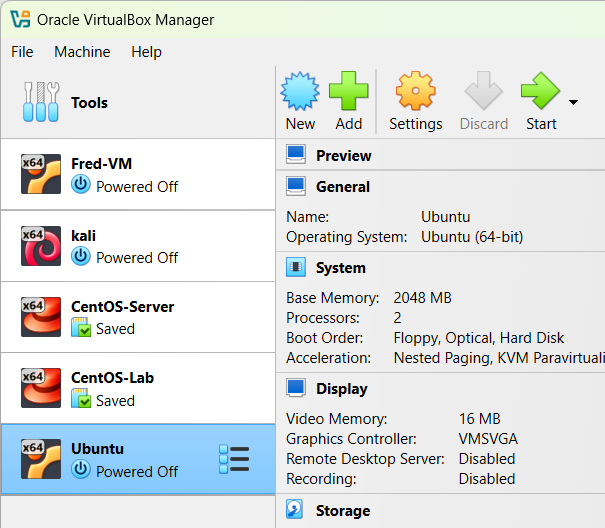 Oracle VirtualBox Manager
File Machine Help
Tools
New Add Settings Discard Start
x64 Fred-VM
Powered Off
x64 kali
Powered Off
x64 CentOS-Server
Saved
x64 CentOS-Lab
Saved
x64 Ubuntu
Powered Off
Preview
General
Name: Ubuntu
Operating System: Ubuntu (64-bit)
System
Base Memory: 2048 MB
Processors: 2
Boot Order: Floppy, Optical, Hard Disk
Acceleration: Nested Paging, KVM Paravirtuali
Display
Video Memory: 16 MB
Graphics Controller: VMSVGA
Remote Desktop Server: Disabled
Recording: Disabled
Storage